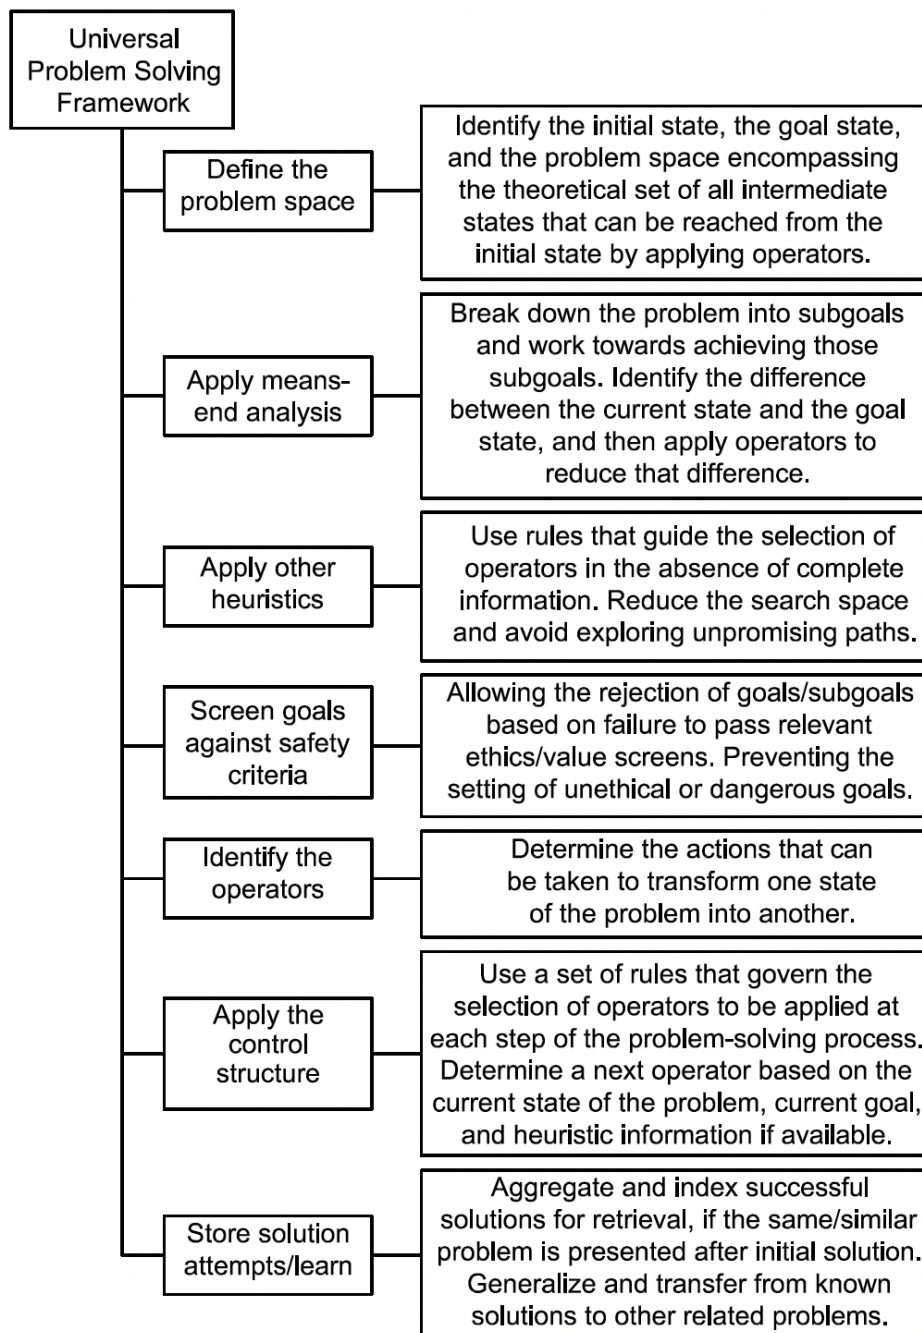 Universal
Problem Solving
Framework
Define the
problem space
Identify the initial state, the goal state,
and the problem space encompassing
the theoretical set of all intermediate
states that can be reached from the
initial state by applying operators.
Apply means-
end analysis
Break down the problem into subgoals
and work towards achieving those
subgoals. Identify the difference
between the current state and the goal
state, and then apply operators to
reduce that difference.
Apply other
heuristics
Use rules that guide the selection of
operators in the absence of complete
information. Reduce the search space
and avoid exploring unpromising paths.
Screen goals
against safety
criteria
Allowing the rejection of goals/subgoals
based on failure to pass relevant
ethics/value screens. Preventing the
setting of unethical or dangerous goals.
Identify the
operators
Determine the actions that can
be taken to transform one state
of the problem into another.
Apply the
control
structure
Use a set of rules that govern the
selection of operators to be applied at
each step of the problem-solving process.
Determine a next operator based on the
current state of the problem, current goal,
and heuristic information if available.
Store solution
attempts/learn
Aggregate and index successful
solutions for retrieval, if the same/similar
problem is presented after initial solution.
Generalize and transfer from known
solutions to other related problems.